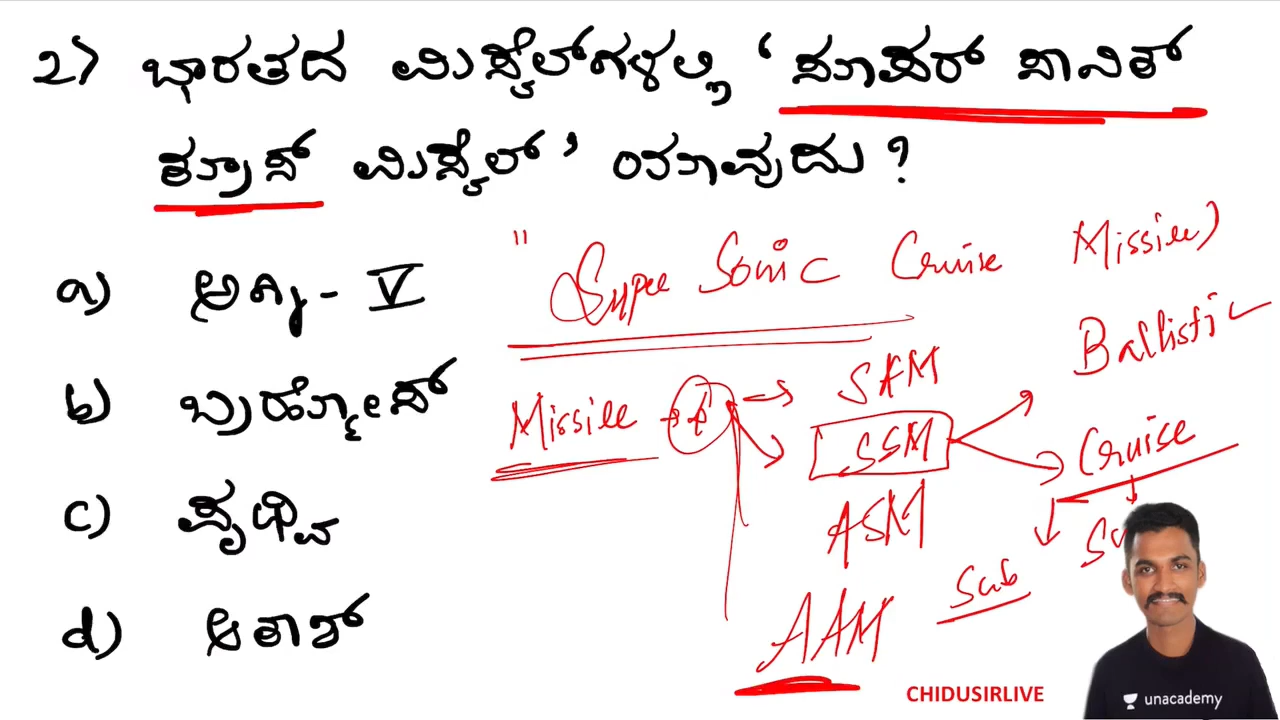 2) ಭಾರತದ ಮಿಸ್ಸೈಲ್‌ಗಳಲ್ಲಿ 'ಸೂಪರ್ ಸಾನಿಕ್
ಕ್ರೂಸ್ ಮಿಸ್ಸೈಲ್' ಯಾವುದು?
" Super Sonic Cruise Missile)
a) ಅಗ್ನಿ - V
Ballistic
SAM
b) ಬ್ರಹ್ಮೋಸ್
Missile → 4 → SSM
Cruise
c) ಪೃಥ್ವಿ
ASM
Sub
d) ಆಕಾಶ್
AAM
CHIDUSIRLIVE
unacademy